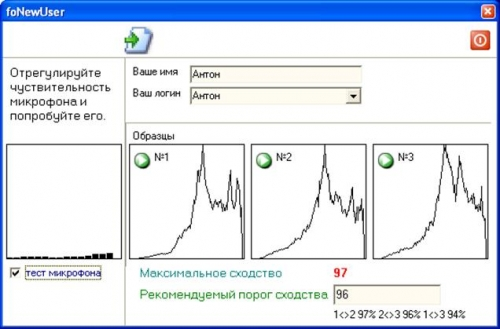 foNewUser
Отрегулируйте
чуствительность
микрофона и
попробуйте его.
Ваше имя Антон
Ваш логин Антон
Образцы
№1 №2 №3
тест микрофона
Максимальное сходство 97
Рекомендуемый порог сходства 96
1<>2 97% 2<>3 96% 1<>3 94%